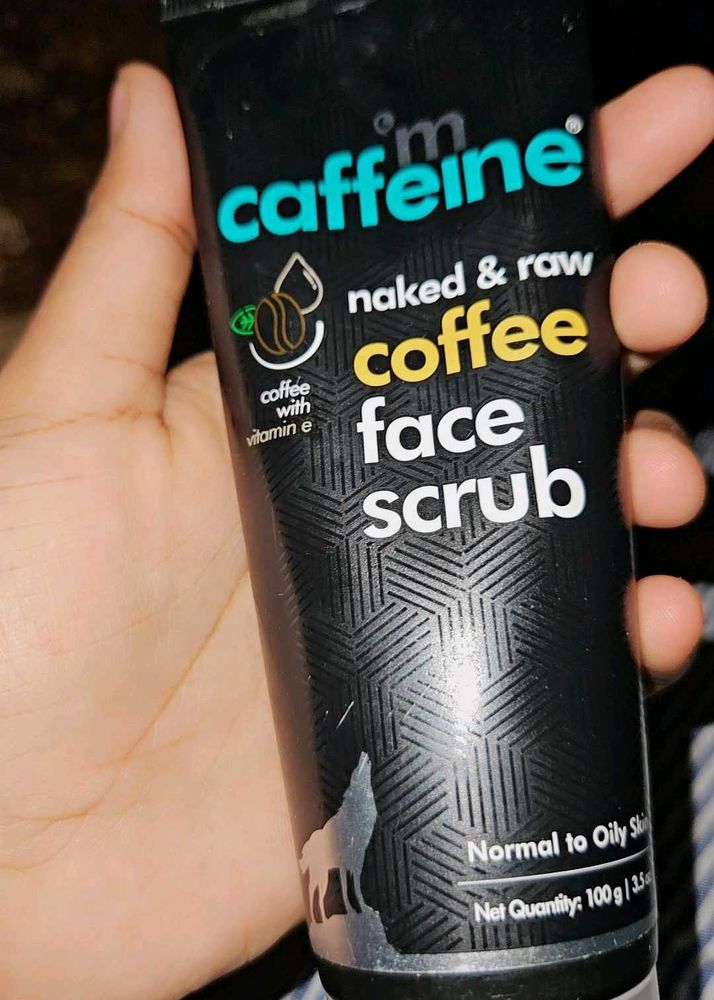 m
caffeine®
naked & raw
coffee
face
scrub
coffee
with
vitamin e
Normal to Oily Skin
Net Quantity: 100 g | 3.5